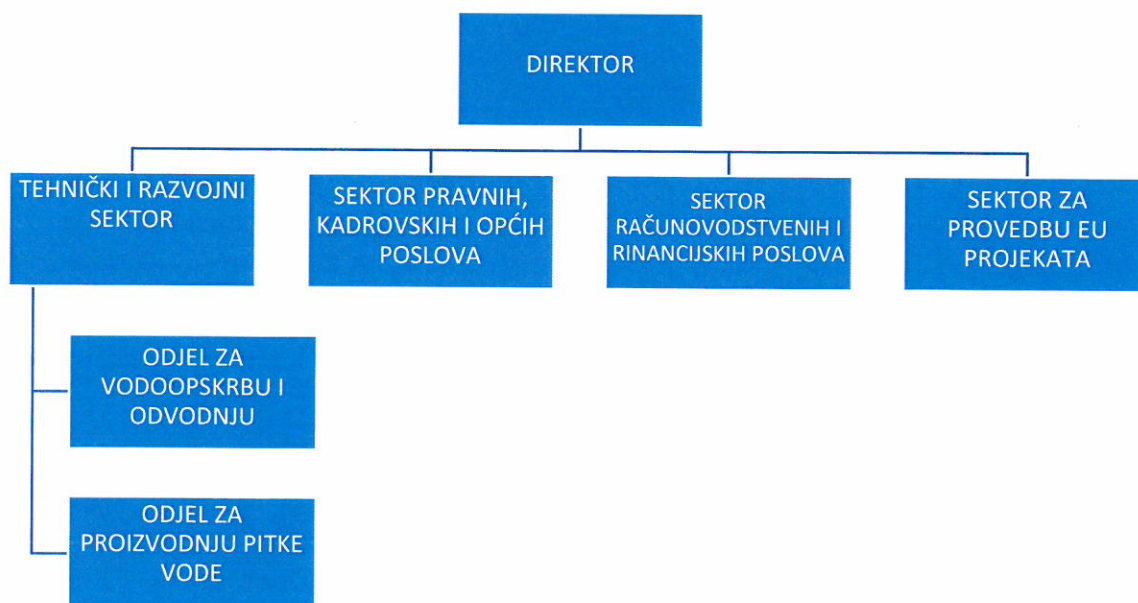 DIREKTOR
TEHNIČKI I RAZVOJNI
SEKTOR
SEKTOR PRAVNIH,
KADROVSKIH I OPĆIH
POSLOVA
SEKTOR
RAČUNOVODSTVENIH I
RINANCIJSKIH POSLOVA
SEKTOR ZA
PROVEDBU EU
PROJEKATA
ODJEL ZA
VODOOPSKRBU I
ODVODNJU
ODJEL ZA
PROIZVODNJU PITKE
VODE